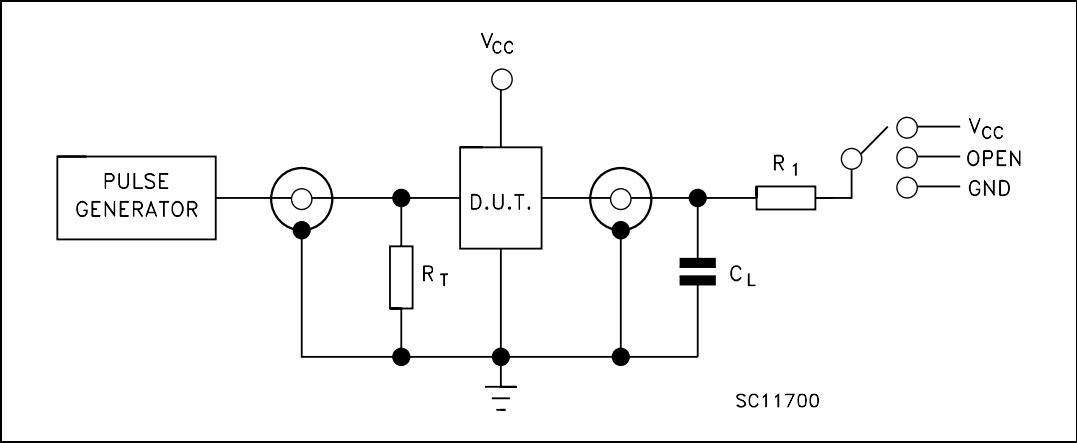 VCC
PULSE
GENERATOR
D.U.T.
RT
CL
R1
VCC
OPEN
GND
SC11700